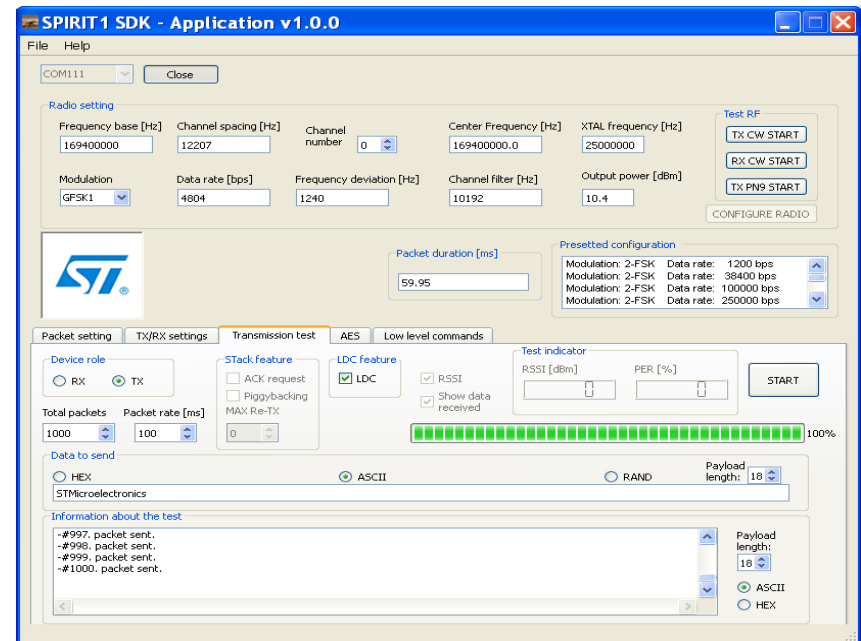 SPIRIT1 SDK - Application v1.0.0
File Help
COM111 Close
Radio setting
Frequency base [Hz] Channel spacing [Hz] Channel number Center Frequency [Hz] XTAL frequency [Hz]
169400000 12207 0 169400000.0 25000000
Modulation Data rate [bps] Frequency deviation [Hz] Channel filter [Hz] Output power [dBm]
GFSK1 4804 1240 10192 10.4
Test RF
TX CW START
RX CW START
TX PN9 START
CONFIGURE RADIO
ST
Packet duration [ms]
59.95
Presetted configuration
Modulation: 2-FSK Data rate: 1200 bps
Modulation: 2-FSK Data rate: 38400 bps
Modulation: 2-FSK Data rate: 100000 bps
Modulation: 2-FSK Data rate: 250000 bps
Packet setting TX/RX settings Transmission test AES Low level commands
Device role
RX TX
Total packets Packet rate [ms]
1000 100
STack feature
ACK request
Piggybacking
MAX Re-TX
0
LDC feature
LDC
RSSI
Show data
received
Test indicator
RSSI [dBm] PER [%]
0 0
START
100%
Data to send
HEX ASCII RAND
Payload
length: 18
STMicroelectronics
Information about the test
-#997. packet sent.
-#998. packet sent.
-#999. packet sent.
-#1000. packet sent.
Payload
length:
18
ASCII
HEX